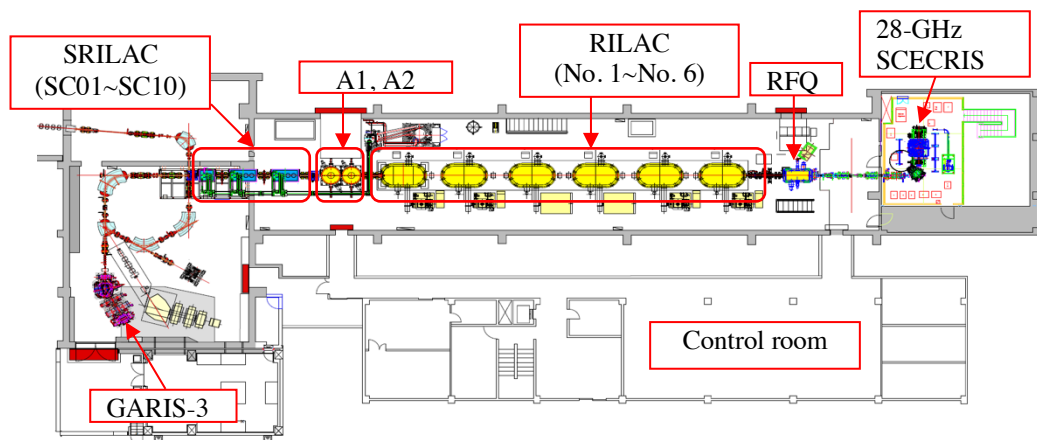 SRILAC
(SC01~SC10)
A1, A2
RILAC
(No. 1~No. 6)
RFQ
28-GHz
SCECRIS
Control room
GARIS-3